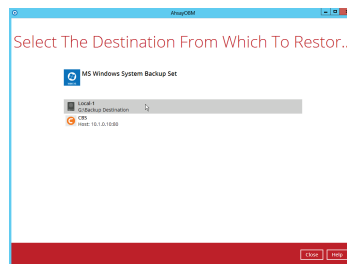 AhsayOBM
Select The Destination From Which To Restor...
MS Windows System Backup Set
Local-1
G:\Backup Destination
CBS
Host: 10.1.0.10:80
Close
Help